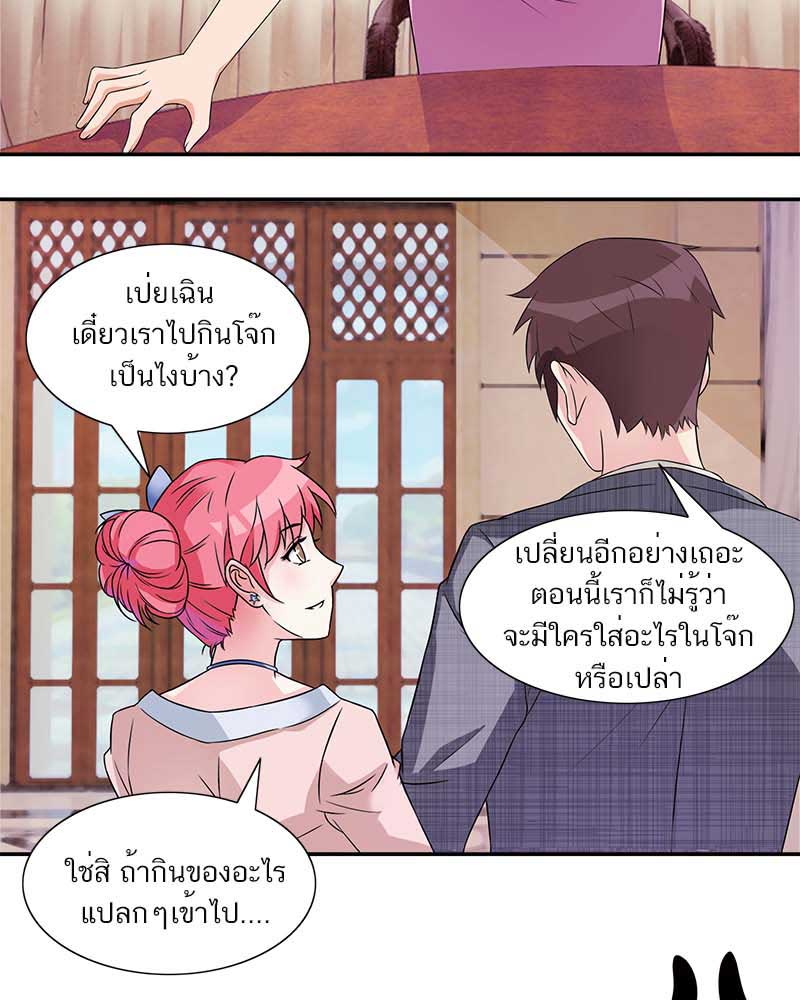 เป่ยเฉิน
เดี๋ยวเราไปกินโจ๊ก
เป็นไงบ้าง?
เปลี่ยนอีกอย่างเถอะ
ตอนนี้เราก็ไม่รู้ว่า
จะมีใครใส่อะไรในโจ๊ก
หรือเปล่า
ใช่สิ ถ้ากินของอะไร
แปลกๆเข้าไป....